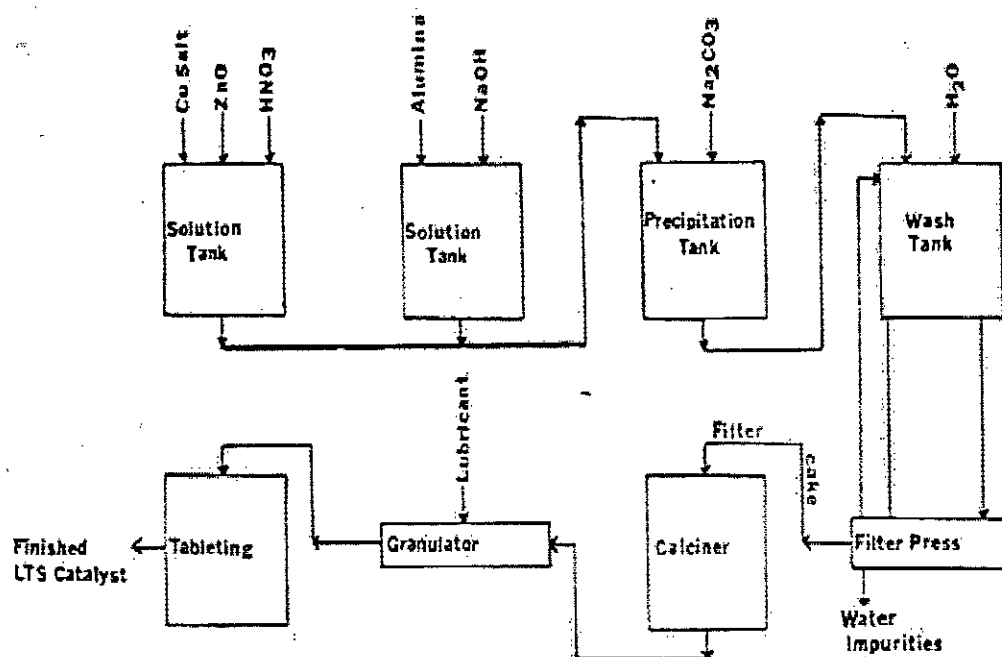 Cu Salt
ZnO
HNO3
Alumina
NaOH
Na2CO3
H2O
Solution
Tank
Solution
Tank
Precipitation
Tank
Wash
Tank
Lubricant
Filter
cake
Finished
LTS Catalyst
Tableting
Granulator
Calciner
Filter Press
Water
Impurities